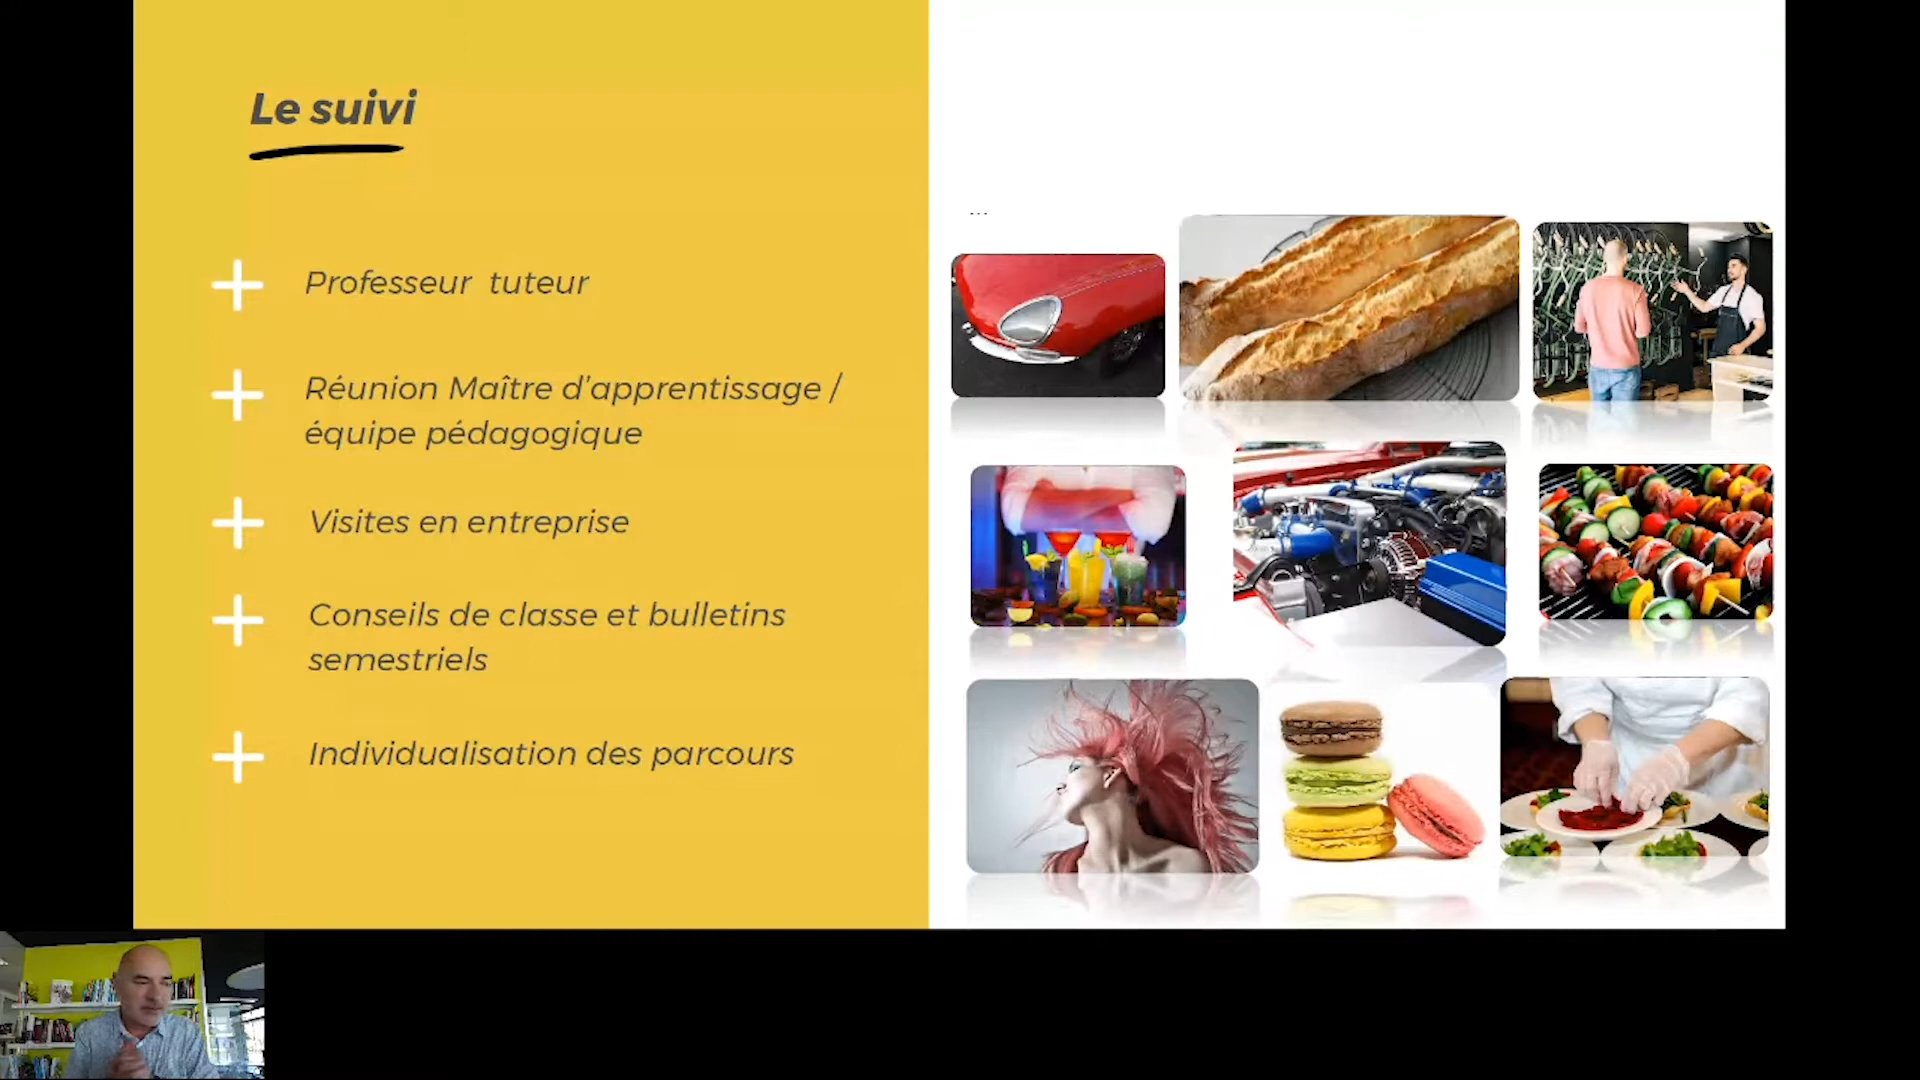 Le suivi
Professeur tuteur
Réunion Maître d'apprentissage /
équipe pédagogique
Visites en entreprise
Conseils de classe et bulletins
semestriels
Individualisation des parcours
...